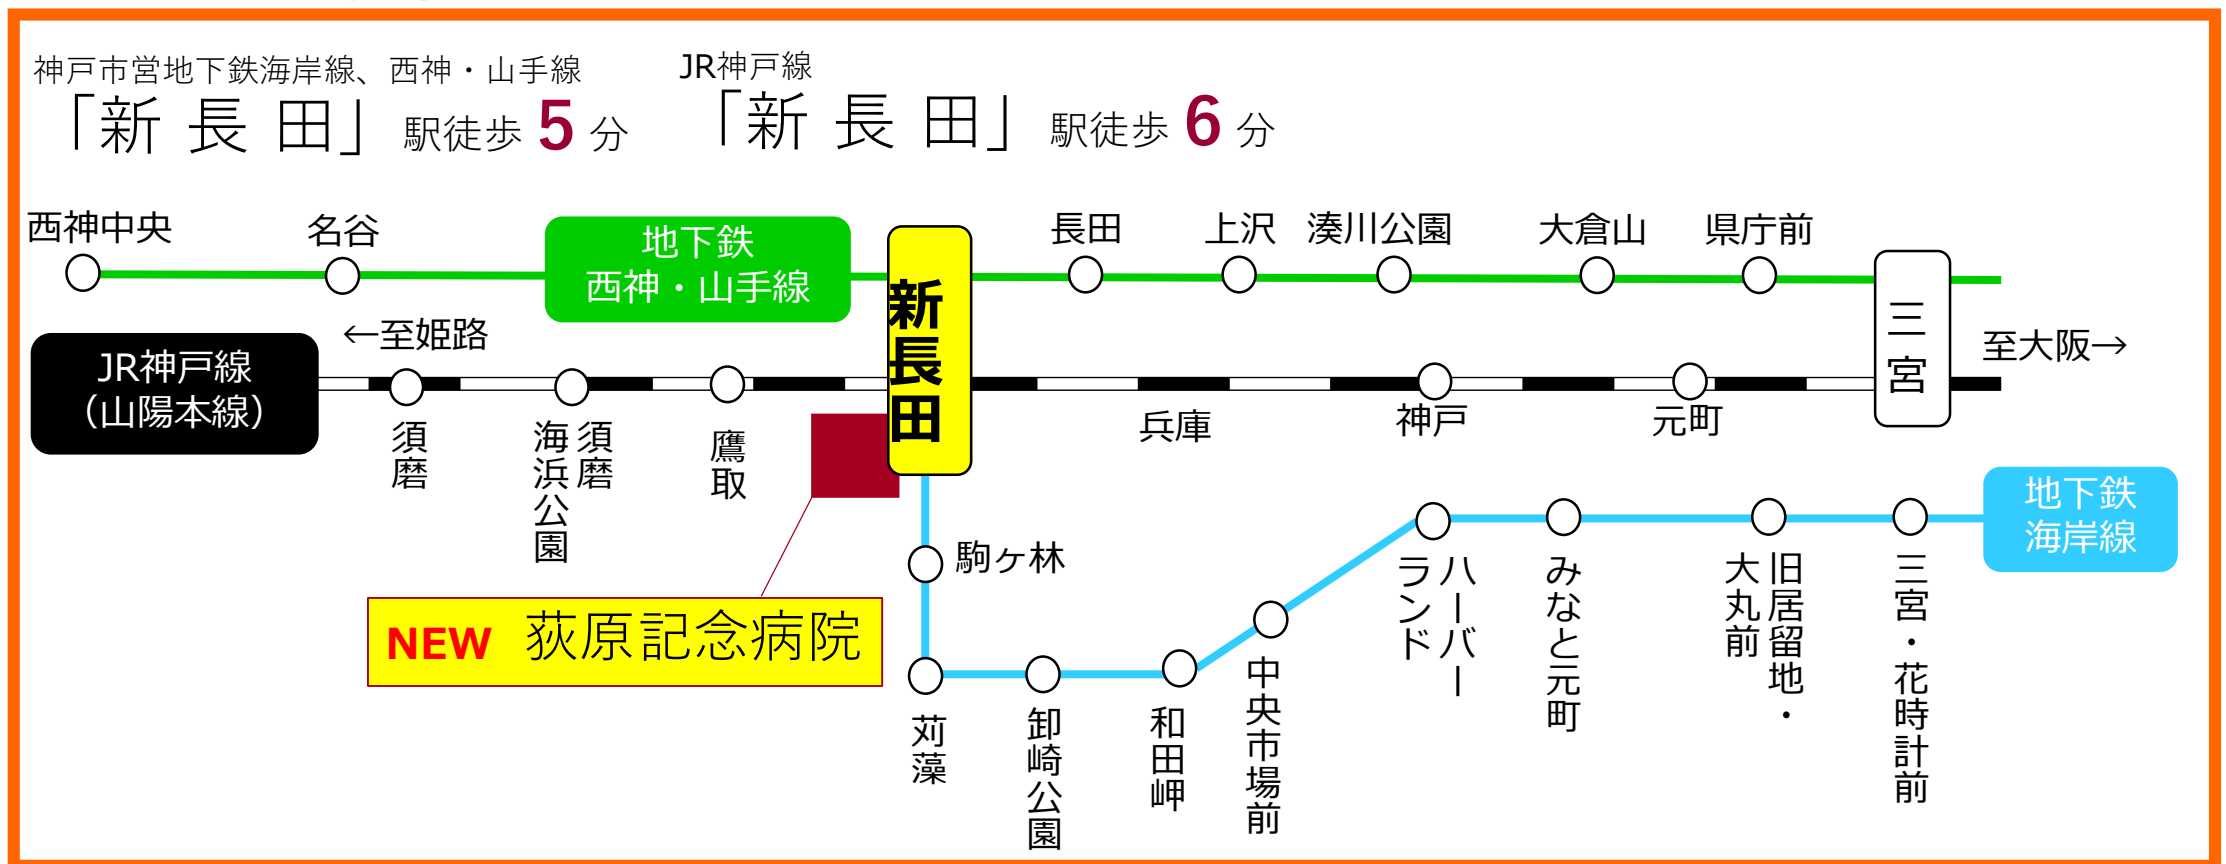 神戸市営地下鉄海岸線、西神・山手線
「新 長 田」 駅徒歩 5 分
JR神戸線
「新 長 田」 駅徒歩 6 分
西神中央
名谷
地下鉄
西神・山手線
新長田
長田
上沢
湊川公園
大倉山
県庁前
三宮
←至姫路
至大阪→
JR神戸線
（山陽本線）
須磨
須磨
海浜公園
鷹取
兵庫
神戸
元町
地下鉄
海岸線
駒ヶ林
NEW 荻原記念病院
苅藻
卸崎公園
和田岬
中央市場前
ハーバー
ランド
みなと元町
旧居留地・
大丸前
三宮・花時計前